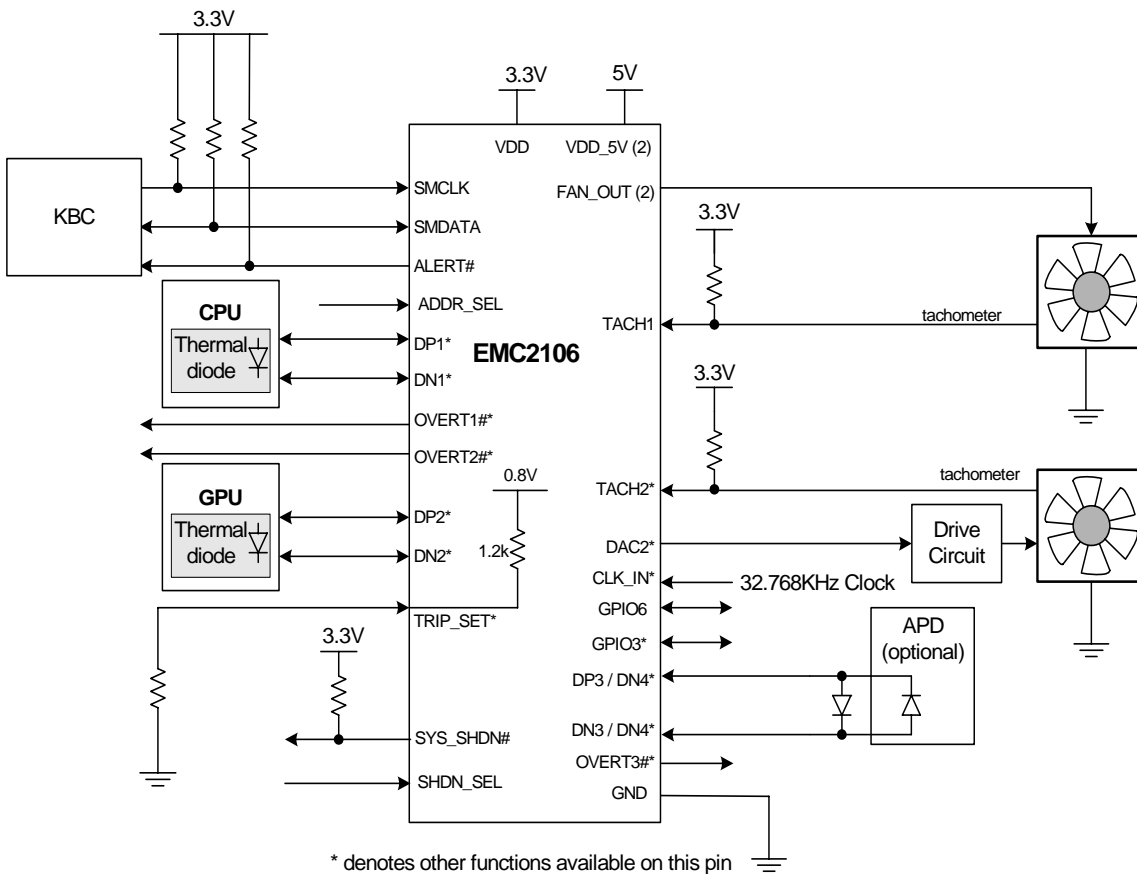 3.3V
3.3V
5V
VDD
VDD_5V (2)
KBC
SMCLK
FAN_OUT (2)
SMDATA
3.3V
ALERT#
CPU
Thermal
diode
ADDR_SEL
tachometer
TACH1
DP1*
EMC2106
DN1*
3.3V
OVERT1#*
OVERT2#*
0.8V
tachometer
GPU
Thermal
diode
TACH2*
DP2*
1.2k
DAC2*
Drive
Circuit
DN2*
CLK_IN*
32.768KHz Clock
GPIO6
TRIP_SET*
3.3V
GPIO3*
APD
(optional)
DP3 / DN4*
DN3 / DN4*
SYS_SHDN#
OVERT3#*
SHDN_SEL
GND
* denotes other functions available on this pin